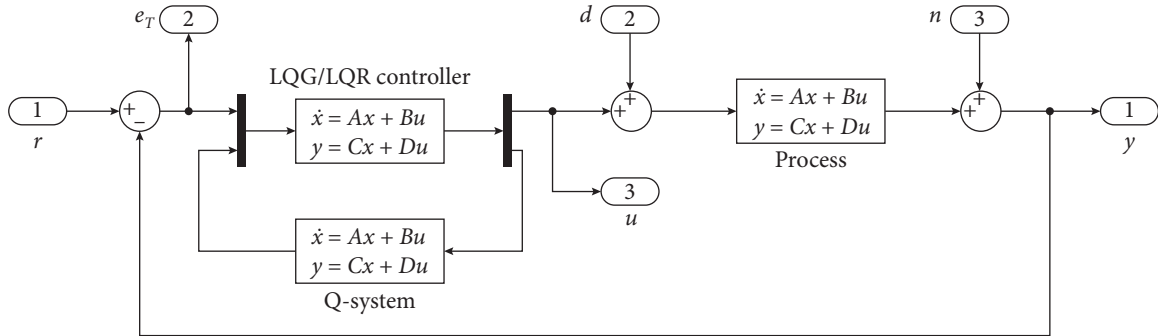 e_T
2
d
2
n
3
LQG/LQR controller
1
r
+
−
ẋ = Ax + Bu
y = Cx + Du
+
+
ẋ = Ax + Bu
y = Cx + Du
Process
+
+
1
y
3
u
ẋ = Ax + Bu
y = Cx + Du
Q-system